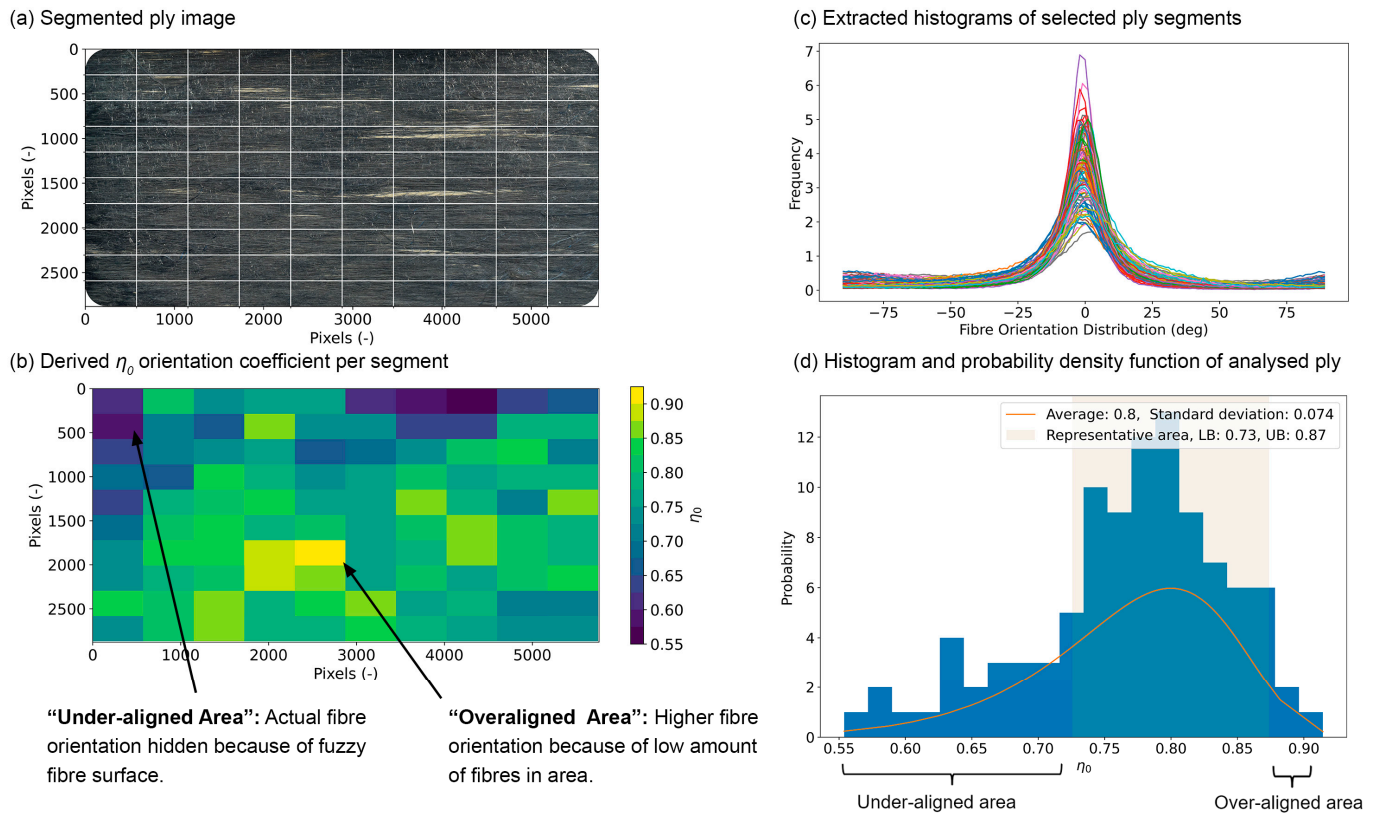 (a) Segmented ply image
0
500
1000
1500
2000
2500
Pixels (-)
0
1000
2000
3000
4000
5000
Pixels (-)
(b) Derived η0 orientation coefficient per segment
0
500
1000
1500
2000
2500
Pixels (-)
0
1000
2000
3000
4000
5000
Pixels (-)
0.90
0.85
0.80
0.75
0.70
0.65
0.60
0.55
η0
“Under-aligned Area”: Actual fibre
orientation hidden because of fuzzy
fibre surface.
“Overaligned Area”: Higher fibre
orientation because of low amount
of fibres in area.
(c) Extracted histograms of selected ply segments
7
6
5
4
3
2
1
0
Frequency
−75
−50
−25
0
25
50
75
Fibre Orientation Distribution (deg)
(d) Histogram and probability density function of analysed ply
Average: 0.8, Standard deviation: 0.074
Representative area, LB: 0.73, UB: 0.87
12
10
8
6
4
2
0
Probability
0.55
0.60
0.65
0.70
0.75
0.80
0.85
0.90
η0
Under-aligned area
Over-aligned area